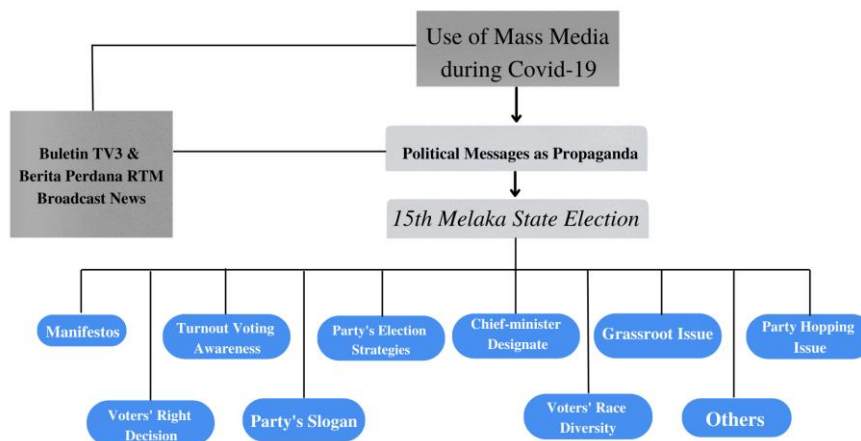 Use of Mass Media
during Covid-19
Buletin TV3 &
Berita Perdana RTM
Broadcast News
Political Messages as Propaganda
15th Melaka State Election
Manifestos
Turnout Voting
Awareness
Party's Election
Strategies
Chief-minister
Designate
Grassroot Issue
Party Hopping
Issue
Voters' Right
Decision
Party's Slogan
Voters' Race
Diversity
Others